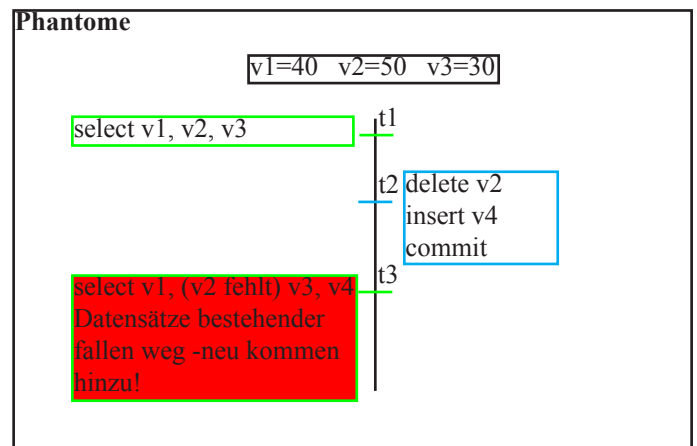 Phantome
v1=40 v2=50 v3=30
t1
select v1, v2, v3
t2
delete v2
insert v4
commit
t3
select v1, (v2 fehlt) v3, v4
Datensätze bestehender
fallen weg -neu kommen
hinzu!